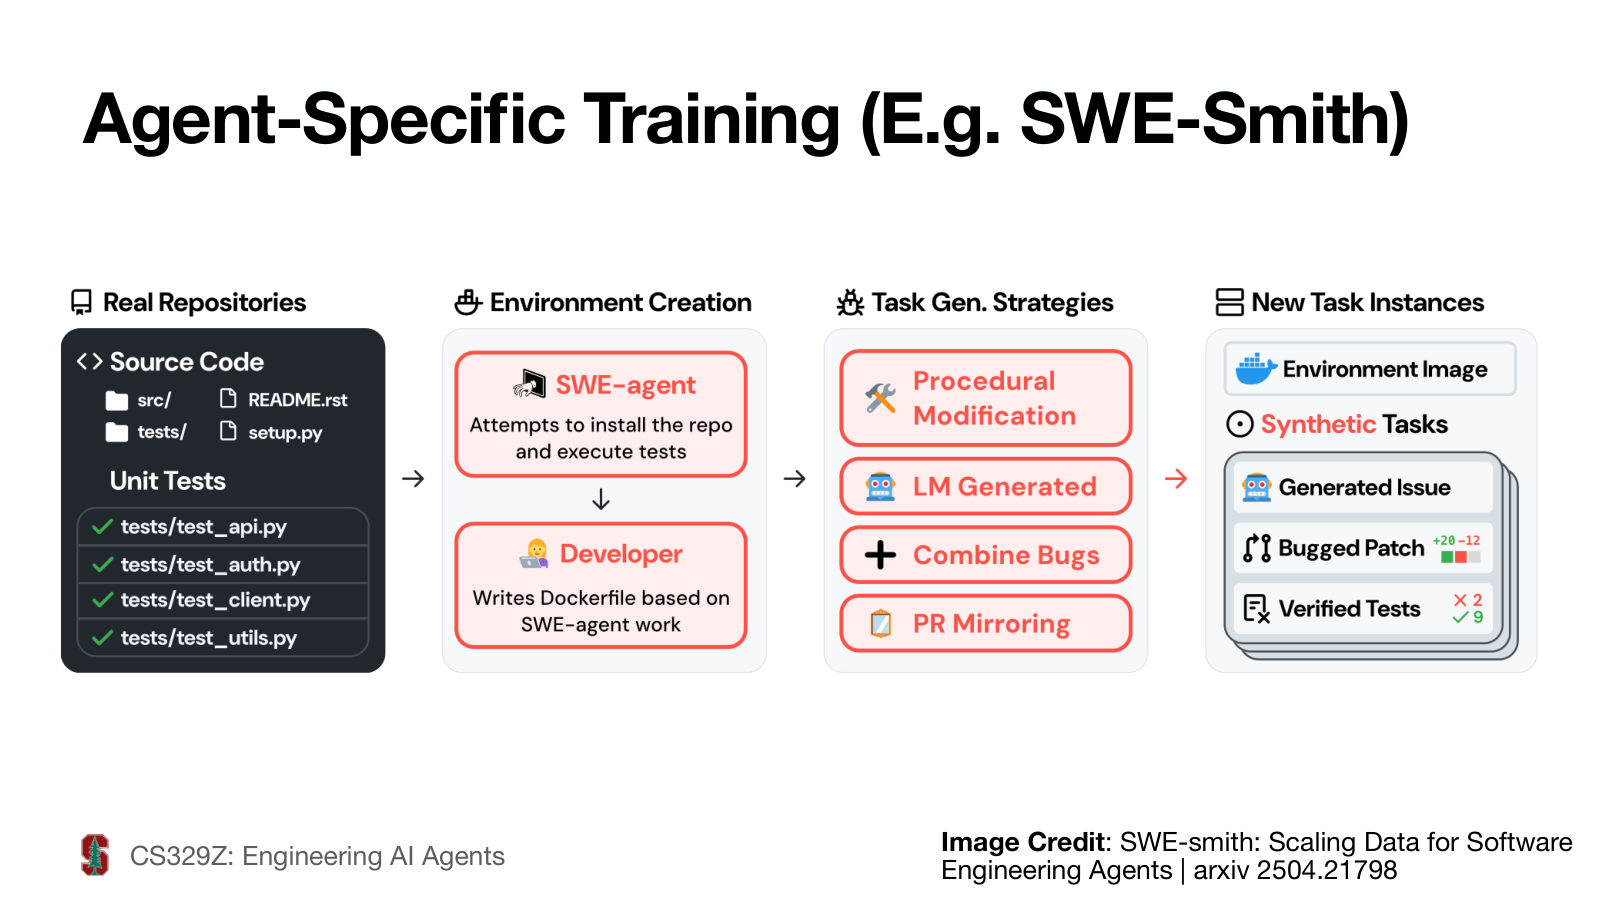 Agent-Specific Training (E.g. SWE-Smith)
Real Repositories
<> Source Code
src/
README.rst
tests/
setup.py
Unit Tests
tests/test_api.py
tests/test_auth.py
tests/test_client.py
tests/test_utils.py
Environment Creation
SWE-agent
Attempts to install the repo
and execute tests
Developer
Writes Dockerfile based on
SWE-agent work
Task Gen. Strategies
Procedural
Modification
LM Generated
Combine Bugs
PR Mirroring
New Task Instances
Environment Image
Synthetic Tasks
Generated Issue
Bugged Patch +20 -12
Verified Tests
2
9
CS329Z: Engineering AI Agents
Image Credit: SWE-smith: Scaling Data for Software
Engineering Agents | arxiv 2504.21798